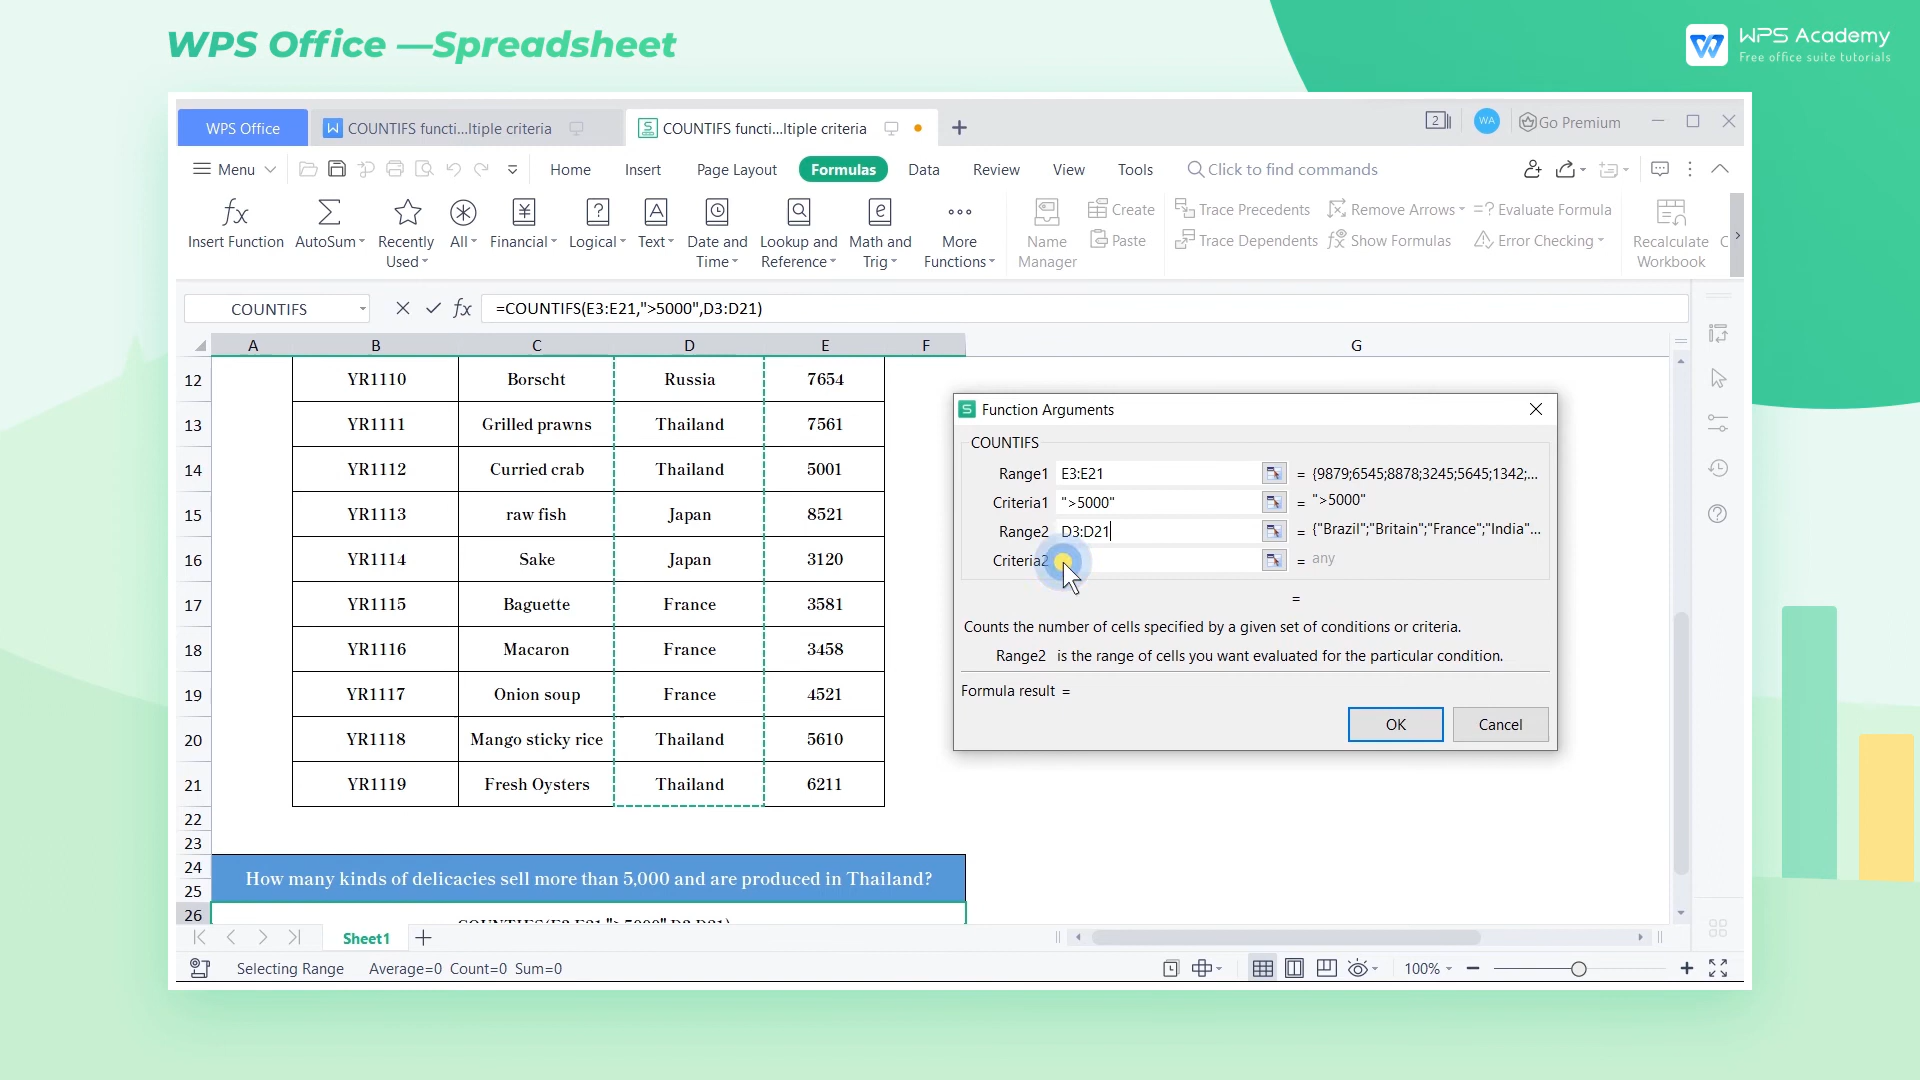 WPS Office —Spreadsheet
WPS Academy
Free office suite tutorials
WPS Office
COUNTIFS functi...ltiple criteria
COUNTIFS functi...ltiple criteria
2
WA
Go Premium
Menu
Home
Insert
Page Layout
Formulas
Data
Review
View
Tools
Click to find commands
Insert Function
AutoSum
Recently Used
All
Financial
Logical
Text
Date and Time
Lookup and Reference
Math and Trig
More Functions
Name Manager
Create
Paste
Trace Precedents
Trace Dependents
Remove Arrows
Show Formulas
=? Evaluate Formula
Error Checking
Recalculate Workbook
C
COUNTIFS
fx
=COUNTIFS(E3:E21,">5000",D3:D21)
A B C D E F G
12 YR1110 Borscht Russia 7654
13 YR1111 Grilled prawns Thailand 7561
14 YR1112 Curried crab Thailand 5001
15 YR1113 raw fish Japan 8521
16 YR1114 Sake Japan 3120
17 YR1115 Baguette France 3581
18 YR1116 Macaron France 3458
19 YR1117 Onion soup France 4521
20 YR1118 Mango sticky rice Thailand 5610
21 YR1119 Fresh Oysters Thailand 6211
22
23
24
25
How many kinds of delicacies sell more than 5,000 and are produced in Thailand?
26
=COUNTIFS(E3:E21,">5000",D3:D21)
Function Arguments
COUNTIFS
Range1 E3:E21 = {9879;6545;8878;3245;5645;1342;...
Criteria1 ">5000" = ">5000"
Range2 D3:D21 = {"Brazil";"Britain";"France";"India"...
Criteria2 = any
=
Counts the number of cells specified by a given set of conditions or criteria.
Range2 is the range of cells you want evaluated for the particular condition.
Formula result =
OK
Cancel
Sheet1
Selecting Range Average=0 Count=0 Sum=0
100%